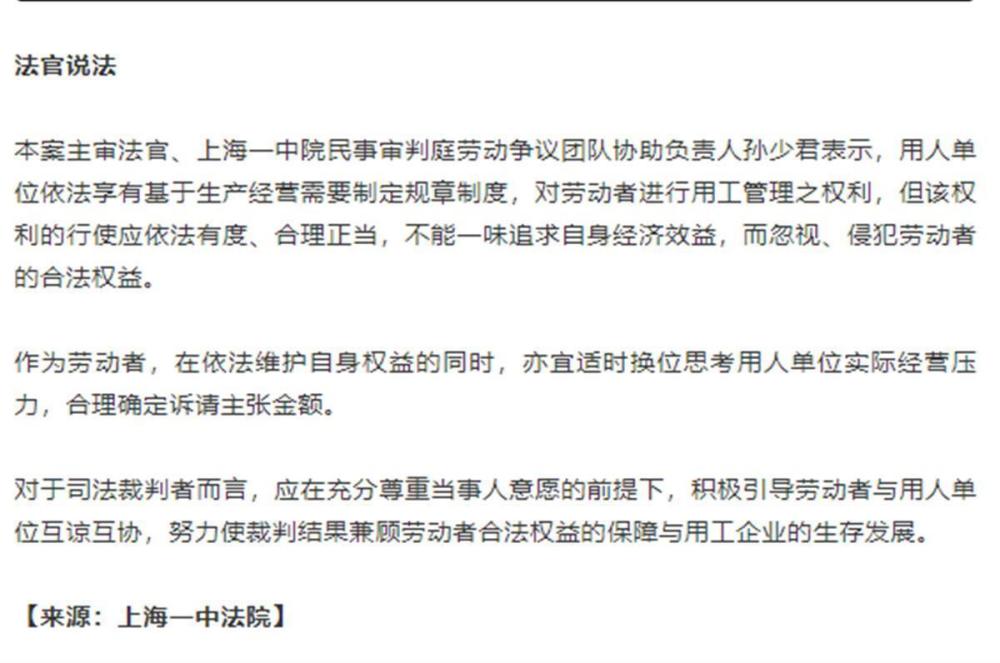 法官说法
本案主审法官、上海一中院民事审判庭劳动争议团队协助负责人孙少君表示，用人单
位依法享有基于生产经营需要制定规章制度，对劳动者进行用工管理之权利，但该权
利的行使应依法有度、合理正当，不能一味追求自身经济效益，而忽视、侵犯劳动者
的合法权益。
作为劳动者，在依法维护自身权益的同时，亦宜适时换位思考用人单位实际经营压
力，合理确定诉请主张金额。
对于司法裁判者而言，应在充分尊重当事人意愿的前提下，积极引导劳动者与用人单
位互谅互协，努力使裁判结果兼顾劳动者合法权益的保障与用工企业的生存发展。
【来源：上海一中法院】